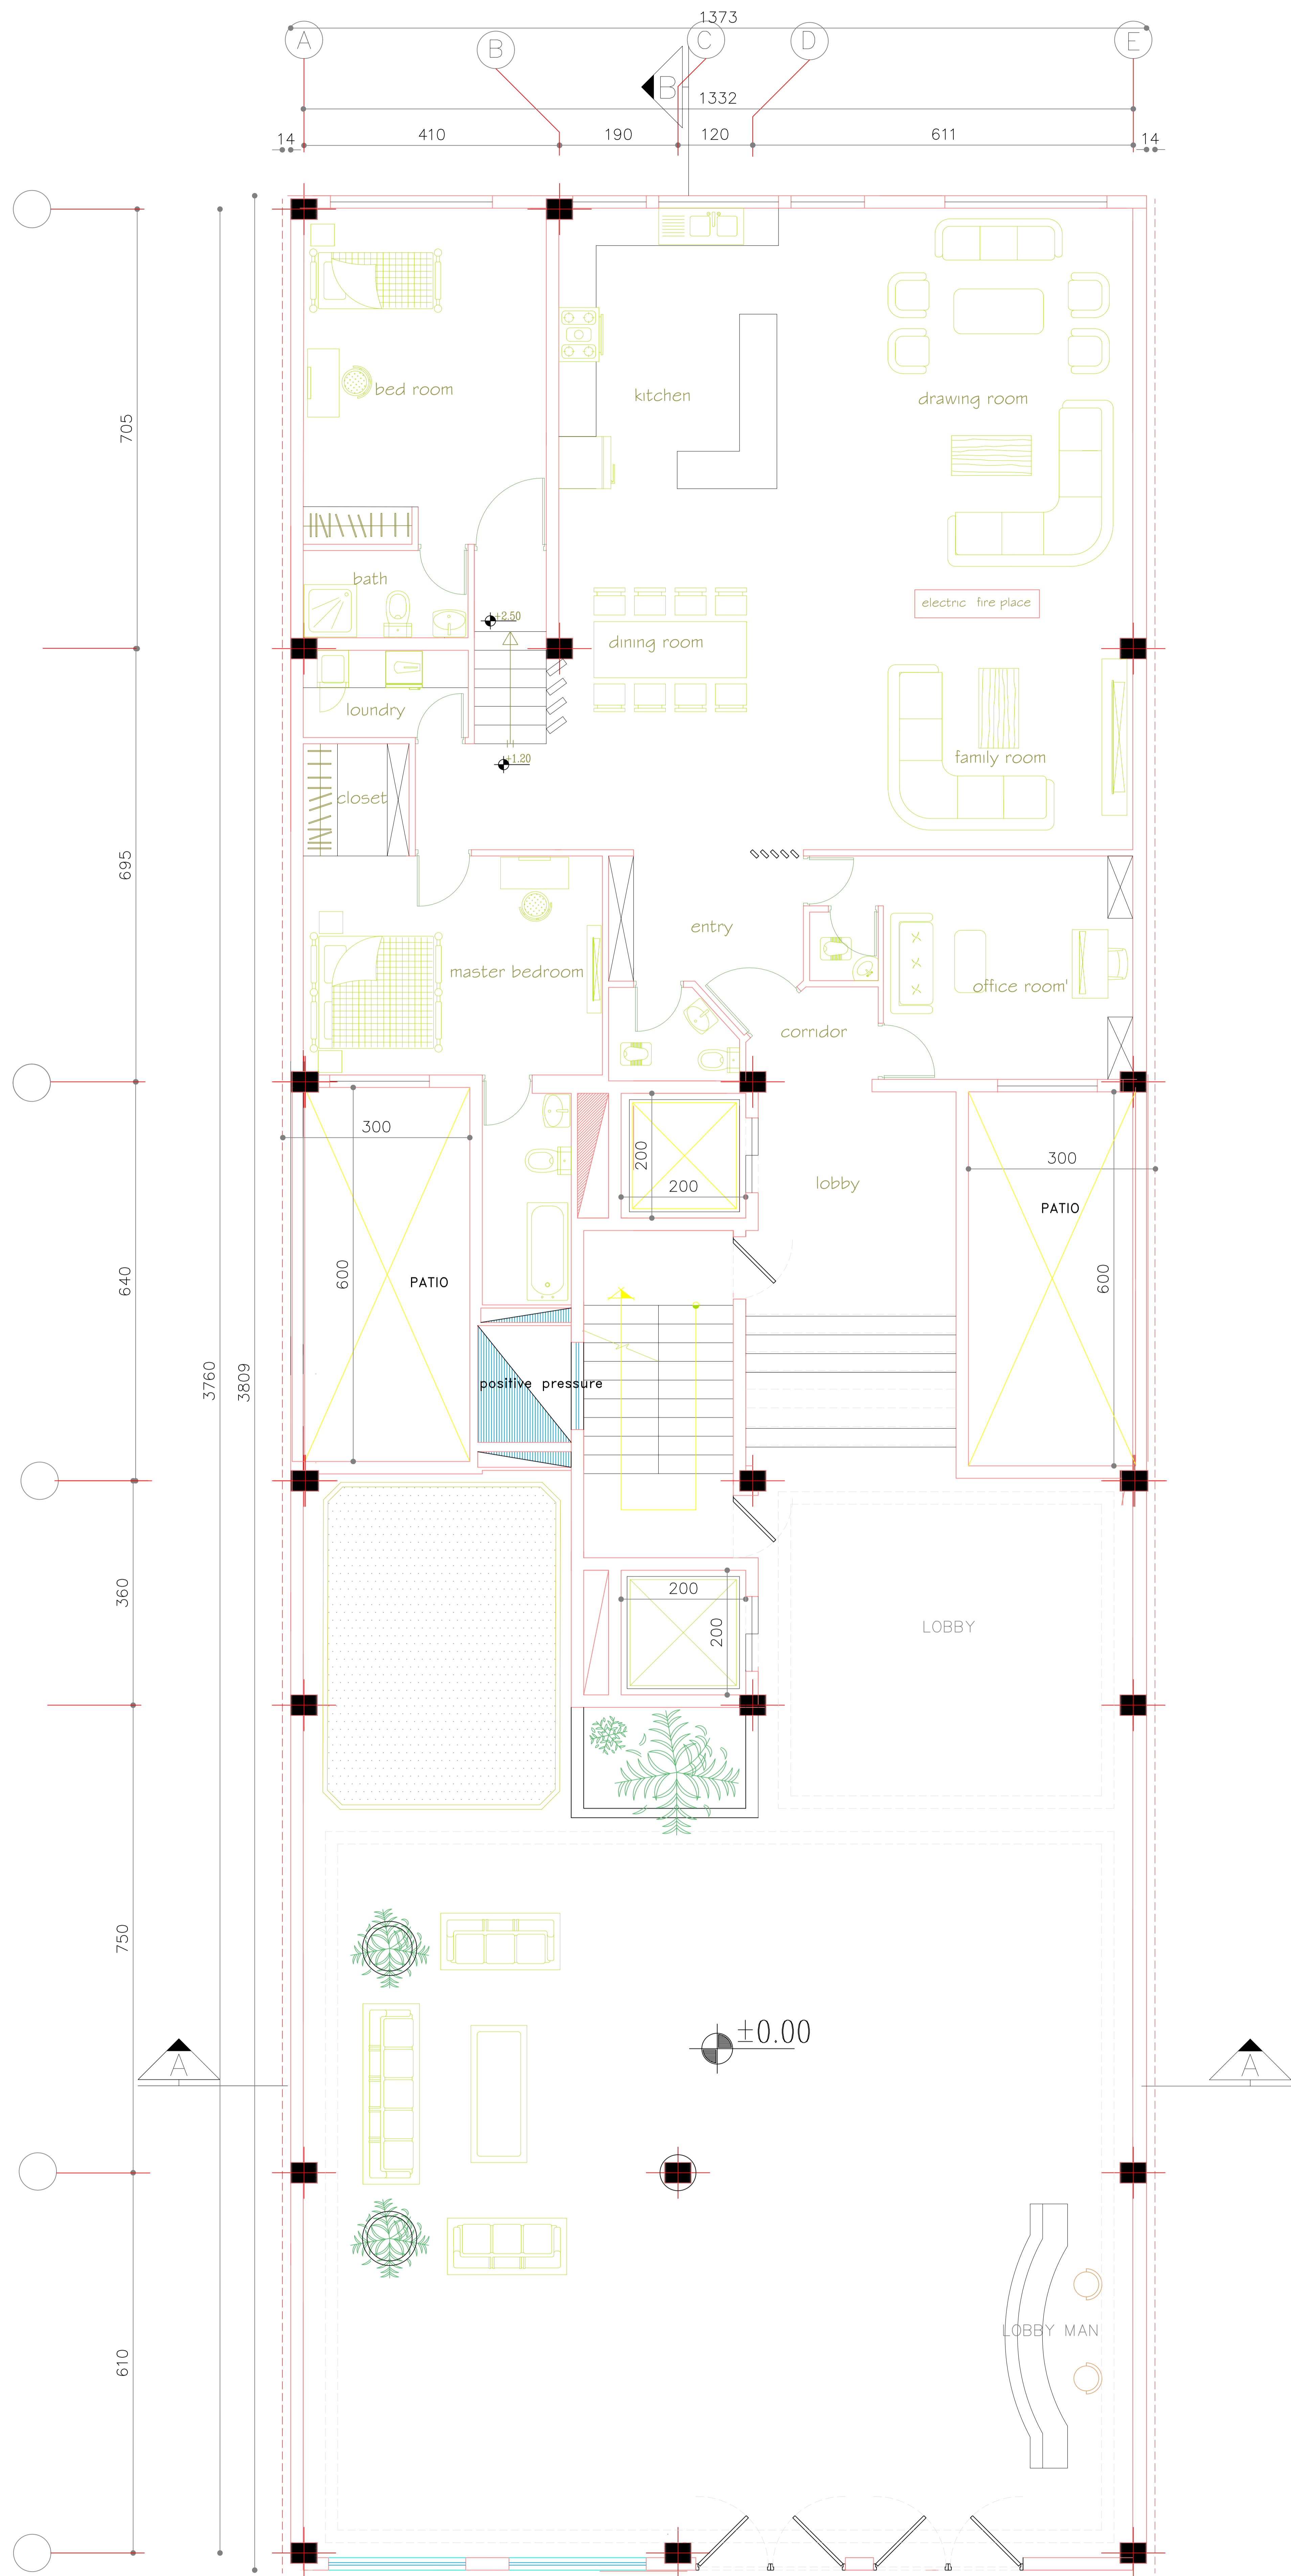 1373
A
B
C
D
E
B
1332
14
410
190
120
611
14
bed room
kitchen
drawing room
705
bath
electric fire place
+2.50
dining room
loundry
family room
+1.20
closet
695
3760
3809
entry
master bedroom
office room'
corridor
300
200
200
lobby
300
PATIO
600
PATIO
600
640
positive pressure
360
200
200
LOBBY
750
±0.00
A
A
610
LOBBY MAN